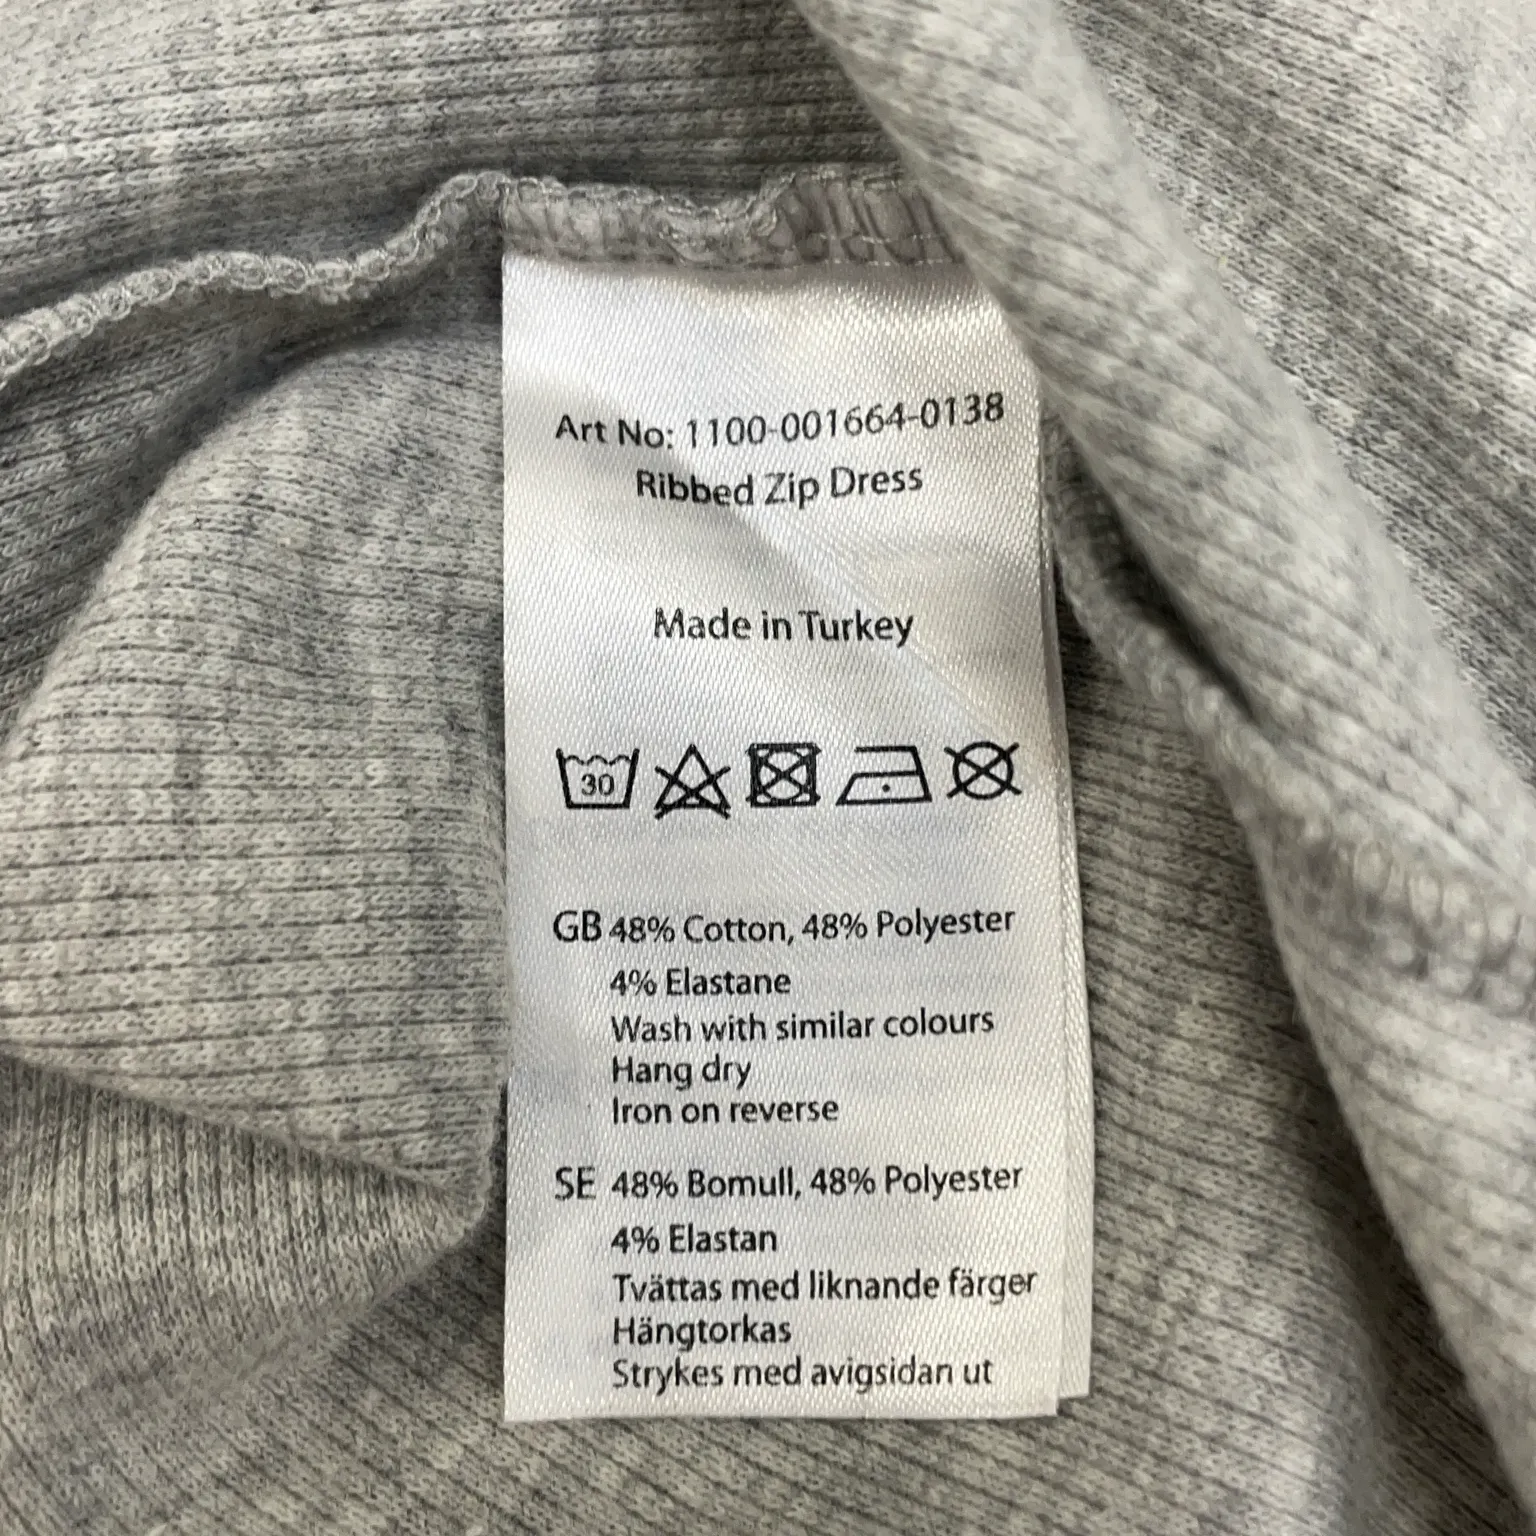 Art No: 1100-001664-0138
Ribbed Zip Dress
Made in Turkey
30
GB 48% Cotton, 48% Polyester
4% Elastane
Wash with similar colours
Hang dry
Iron on reverse
SE 48% Bomull, 48% Polyester
4% Elastan
Tvättas med liknande färger
Hängtorkas
Strykes med avigsidan ut